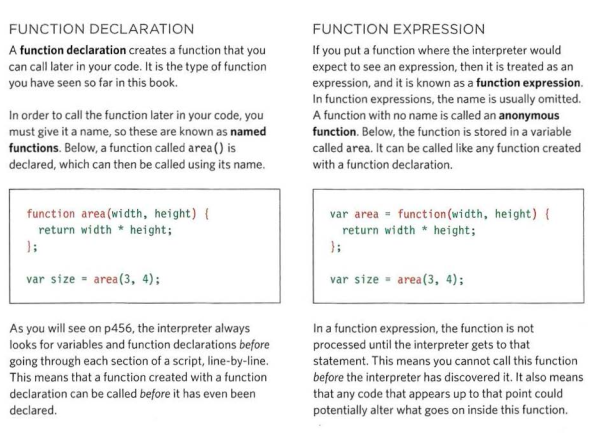 FUNCTION DECLARATION
A function declaration creates a function that you
can call later in your code. It is the type of function
you have seen so far in this book.
In order to call the function later in your code, you
must give it a name, so these are known as named
functions. Below, a function called area() is
declared, which can then be called using its name.
function area(width, height) {
return width * height;
};
var size = area(3, 4);
As you will see on p456, the interpreter always
looks for variables and function declarations before
going through each section of a script, line-by-line.
This means that a function created with a function
declaration can be called before it has even been
declared.
FUNCTION EXPRESSION
If you put a function where the interpreter would
expect to see an expression, then it is treated as an
expression, and it is known as a function expression.
In function expressions, the name is usually omitted.
A function with no name is called an anonymous
function. Below, the function is stored in a variable
called area. It can be called like any function created
with a function declaration.
var area = function(width, height) {
return width * height;
};
var size = area(3, 4);
In a function expression, the function is not
processed until the interpreter gets to that
statement. This means you cannot call this function
before the interpreter has discovered it. It also means
that any code that appears up to that point could
potentially alter what goes on inside this function.